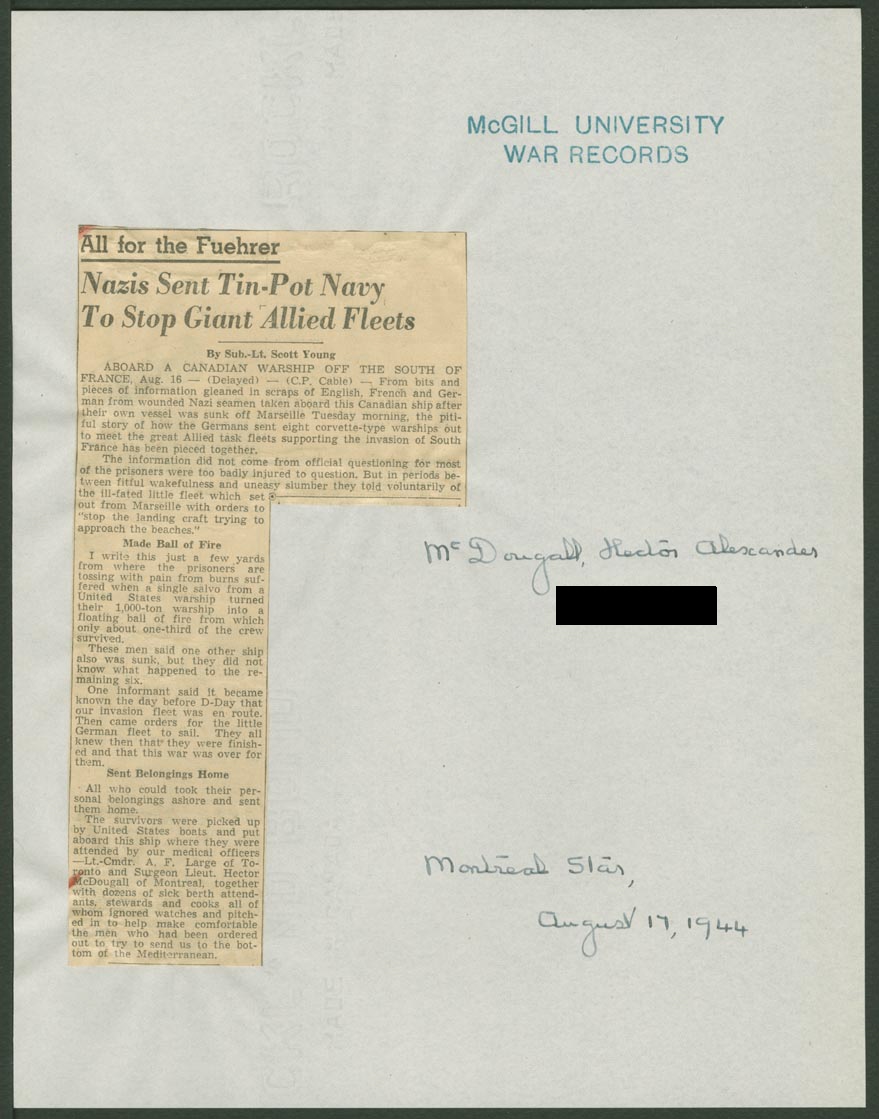 McGILL UNIVERSITY
WAR RECORDS
All for the Fuehrer
Nazis Sent Tin-Pot Navy
To Stop Giant Allied Fleets
By Sub.-Lt. Scott Young
ABOARD A CANADIAN WARSHIP OFF THE SOUTH OF
FRANCE, Aug. 16 — (Delayed) — (C.P. Cable) — From bits and
pieces of information gleaned in scraps of English, French and Ger-
man from wounded Nazi seamen taken aboard this Canadian ship after
their own vessel was sunk off Marseille Tuesday morning, the piti-
ful story of how the Germans sent eight corvette-type warships out
to meet the great Allied task fleets supporting the invasion of South
France has been pieced together.
The information did not come from official questioning for most
of the prisoners were too badly injured to question. But in periods be-
tween fitful wakefulness and uneasy slumber they told voluntarily of
the ill-fated little fleet which set
out from Marseille with orders to
"stop the landing craft trying to
approach the beaches."
Made Ball of Fire
I write this just a few yards
from where the prisoners are
tossing with pain from burns suf-
fered when a single salvo from a
United States warship turned
their 1,000-ton warship into a
floating ball of fire from which
only about one-third of the crew
survived.
These men said one other ship
also was sunk, but they did not
know what happened to the re-
maining six.
One informant said it became
known the day before D-Day that
our invasion fleet was en route.
Then came orders for the little
German fleet to sail. They all
knew then that they were finish-
ed and that this war was over for
them.
Sent Belongings Home
All who could took their per-
sonal belongings ashore and sent
them home.
The survivors were picked up
by United States boats and put
aboard this ship where they were
attended by our medical officers
—Lt.-Cmdr. A. F. Large of To-
ronto and Surgeon Lieut. Hector
McDougall of Montreal, together
with dozens of sick berth attend-
ants, stewards and cooks all of
whom ignored watches and pitch-
ed in to help make comfortable
the men who had been ordered
out to try to send us to the bot-
tom of the Mediterranean.
McDougall, Hector Alexander
Montreal Star,
August 17, 1944